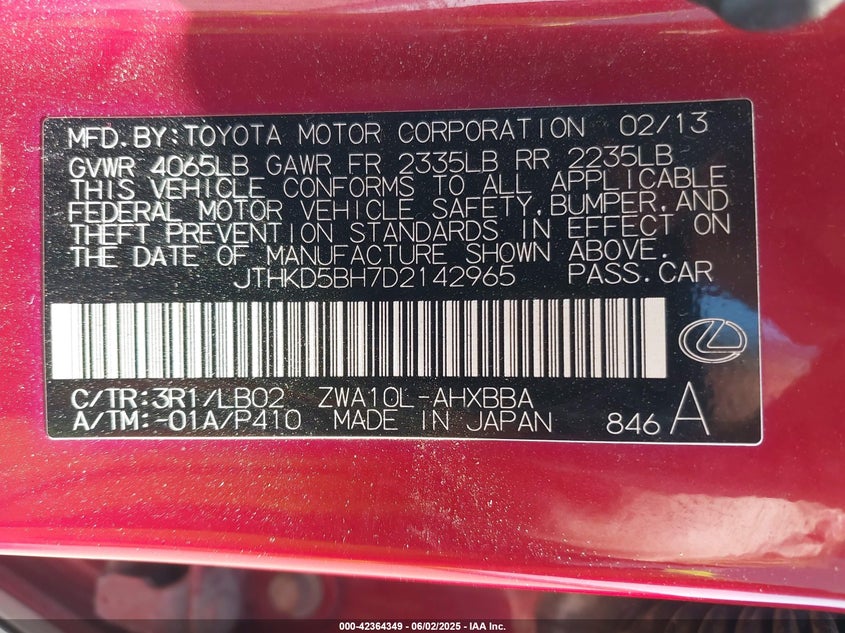 MFD.BY:TOYOTA MOTOR CORPORATION 02/13
GVWR 4065LB GAWR FR 2335LB RR 2235LB
THIS VEHICLE CONFORMS TO ALL APPLICABLE
FEDERAL MOTOR VEHICLE SAFETY,BUMPER,AND
THEFT PREVENTION STANDARDS IN EFFECT ON
THE DATE OF MANUFACTURE SHOWN ABOVE.
JTHKD5BH7D2142965 PASS.CAR
C/TR:3R1/LB02 ZWA10L-AHXBBA
A/TM:-01A/P410 MADE IN JAPAN 846 A
000-42364349 - 06/02/2025 - IAA Inc.